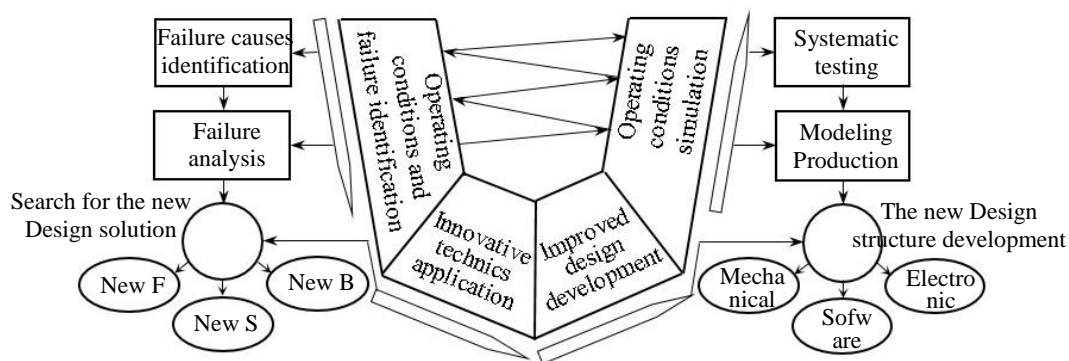 Failure causes
identification
Failure
analysis
Search for the new
Design solution
New F
New B
New S
Operating
conditions and
failure identification
Innovative
technics
application
Improved
design
development
Operating
conditions
simulation
Systematic
testing
Modeling
Production
The new Design
structure development
Mecha
nical
Electro
nic
Sofw
are